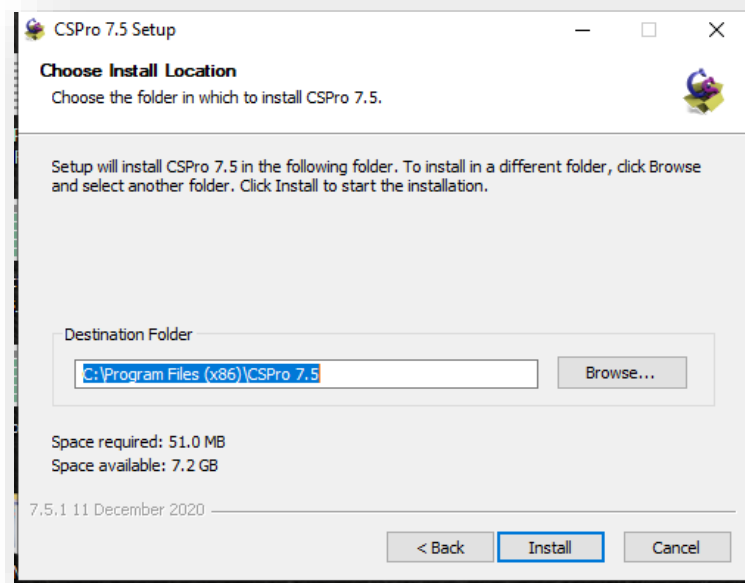 CSPro 7.5 Setup
Choose Install Location
Choose the folder in which to install CSPro 7.5.
Setup will install CSPro 7.5 in the following folder. To install in a different folder, click Browse
and select another folder. Click Install to start the installation.
Destination Folder
C:\Program Files (x86)\CSPro 7.5
Browse...
Space required: 51.0 MB
Space available: 7.2 GB
7.5.1 11 December 2020
< Back
Install
Cancel